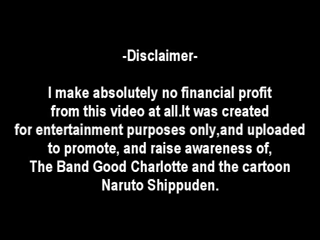 -Disclaimer-
I make absolutely no financial profit
from this video at all.It was created
for entertainment purposes only,and uploaded
to promote, and raise awareness of,
The Band Good Charlotte and the cartoon
Naruto Shippuden.